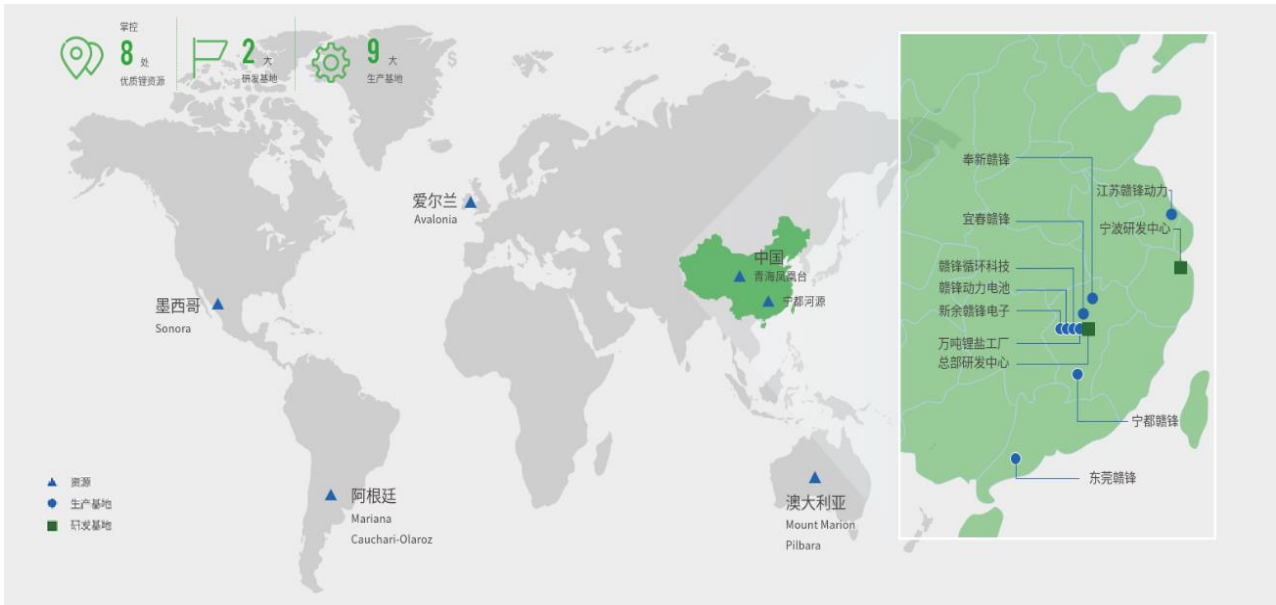 掌控
8 处
优质锂资源
2 大
研发基地
9 大
生产基地
$
爱尔兰
Avalonia
墨西哥
Sonora
中国
青海凤凰台
宁都河源
阿根廷
Mariana
Cauchari-Olaroz
澳大利亚
Mount Marion
Pilbara
资源
生产基地
研发基地
奉新赣锋
江苏赣锋动力
宜春赣锋
宁波研发中心
赣锋循环科技
赣锋动力电池
新余赣锋电子
万吨锂盐工厂
总部研发中心
宁都赣锋
东莞赣锋